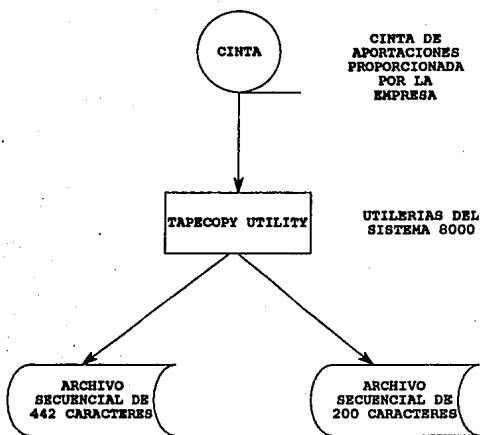 CINTA
CINTA DE
APORTACIONES
PROPORCIONADA
POR LA
EMPRESA
TAPECOPY UTILITY
UTILERIAS DEL
SISTEMA 8000
ARCHIVO
SECUENCIAL DE
442 CARACTERES
ARCHIVO
SECUENCIAL DE
200 CARACTERES